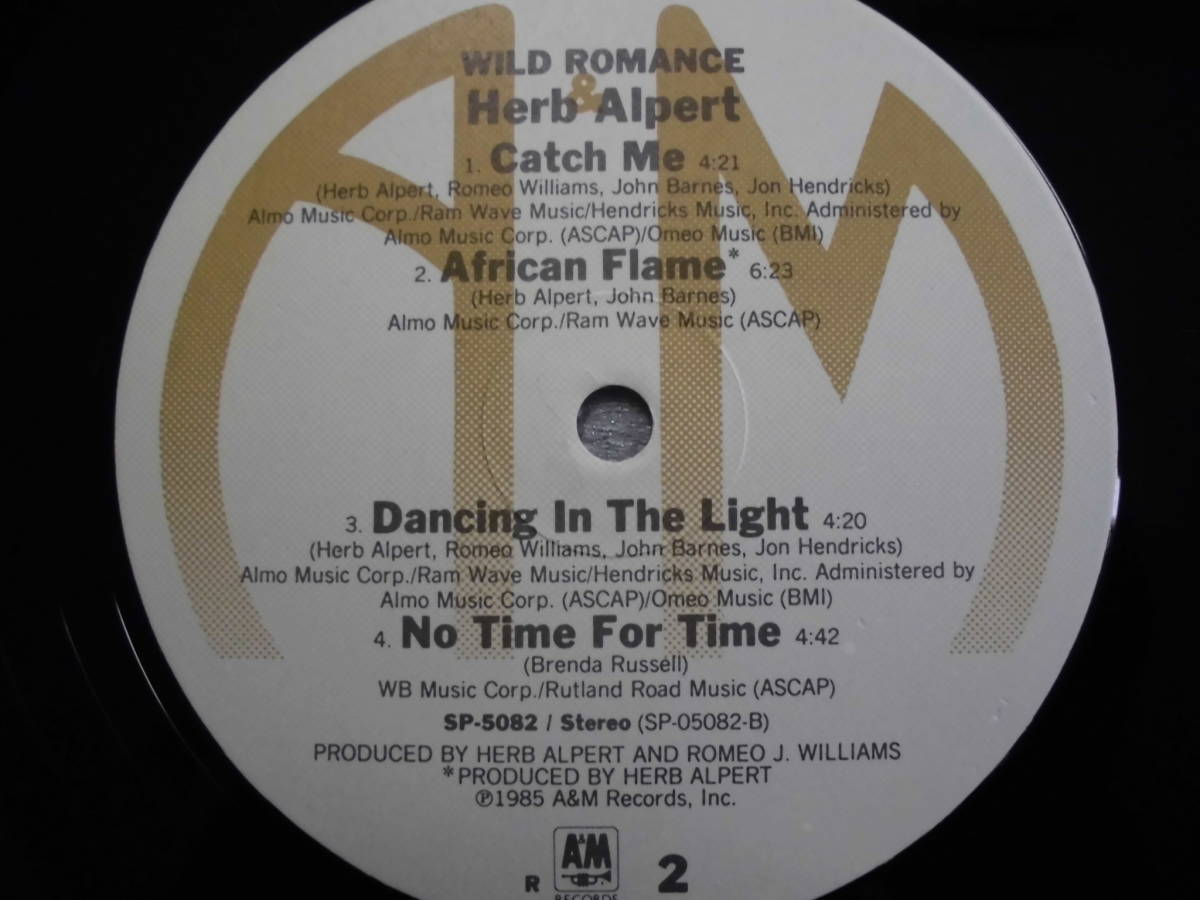 WILD ROMANCE
&
Herb Alpert
1. Catch Me 4:21
(Herb Alpert, Romeo Williams, John Barnes, Jon Hendricks)
Almo Music Corp./Ram Wave Music/Hendricks Music, Inc. Administered by
Almo Music Corp. (ASCAP)/Omeo Music (BMI)
2. African Flame* 6:23
(Herb Alpert, John Barnes)
Almo Music Corp./Ram Wave Music (ASCAP)
3. Dancing In The Light 4:20
(Herb Alpert, Romeo Williams, John Barnes, Jon Hendricks)
Almo Music Corp./Ram Wave Music/Hendricks Music, Inc. Administered by
Almo Music Corp. (ASCAP)/Omeo Music (BMI)
4. No Time For Time 4:42
(Brenda Russell)
WB Music Corp./Rutland Road Music (ASCAP)
SP-5082 / Stereo (SP-05082-B)
PRODUCED BY HERB ALPERT AND ROMEO J. WILLIAMS
*PRODUCED BY HERB ALPERT
℗1985 A&M Records, Inc.
R A&M 2
RECORDS